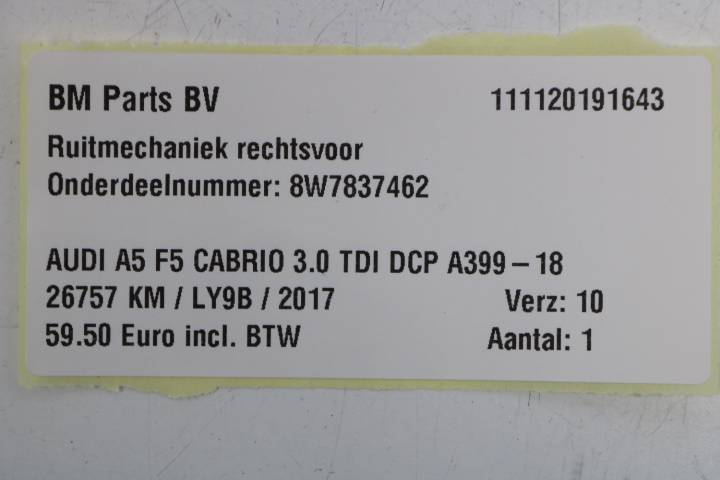 BM Parts BV 111120191643
Ruitmechaniek rechtsvoor
Onderdeelnummer: 8W7837462
AUDI A5 F5 CABRIO 3.0 TDI DCP A399-18
26757 KM / LY9B / 2017 Verz: 10
59.50 Euro incl. BTW Aantal: 1